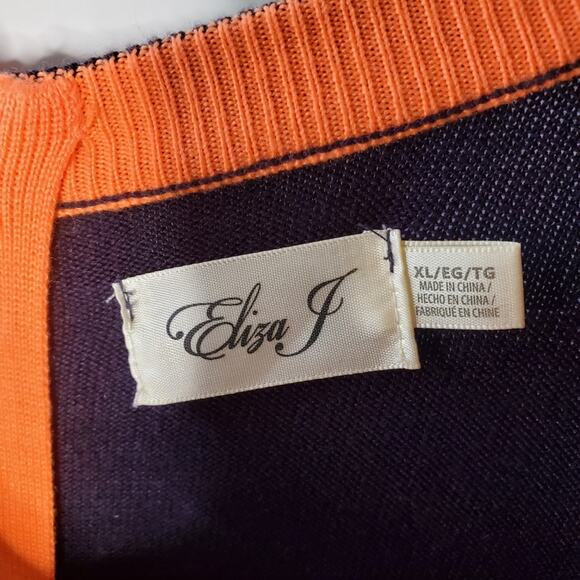 Eliza J
XL/EG/TG
MADE IN CHINA /
HECHO EN CHINA /
FABRIQUÉ EN CHINE